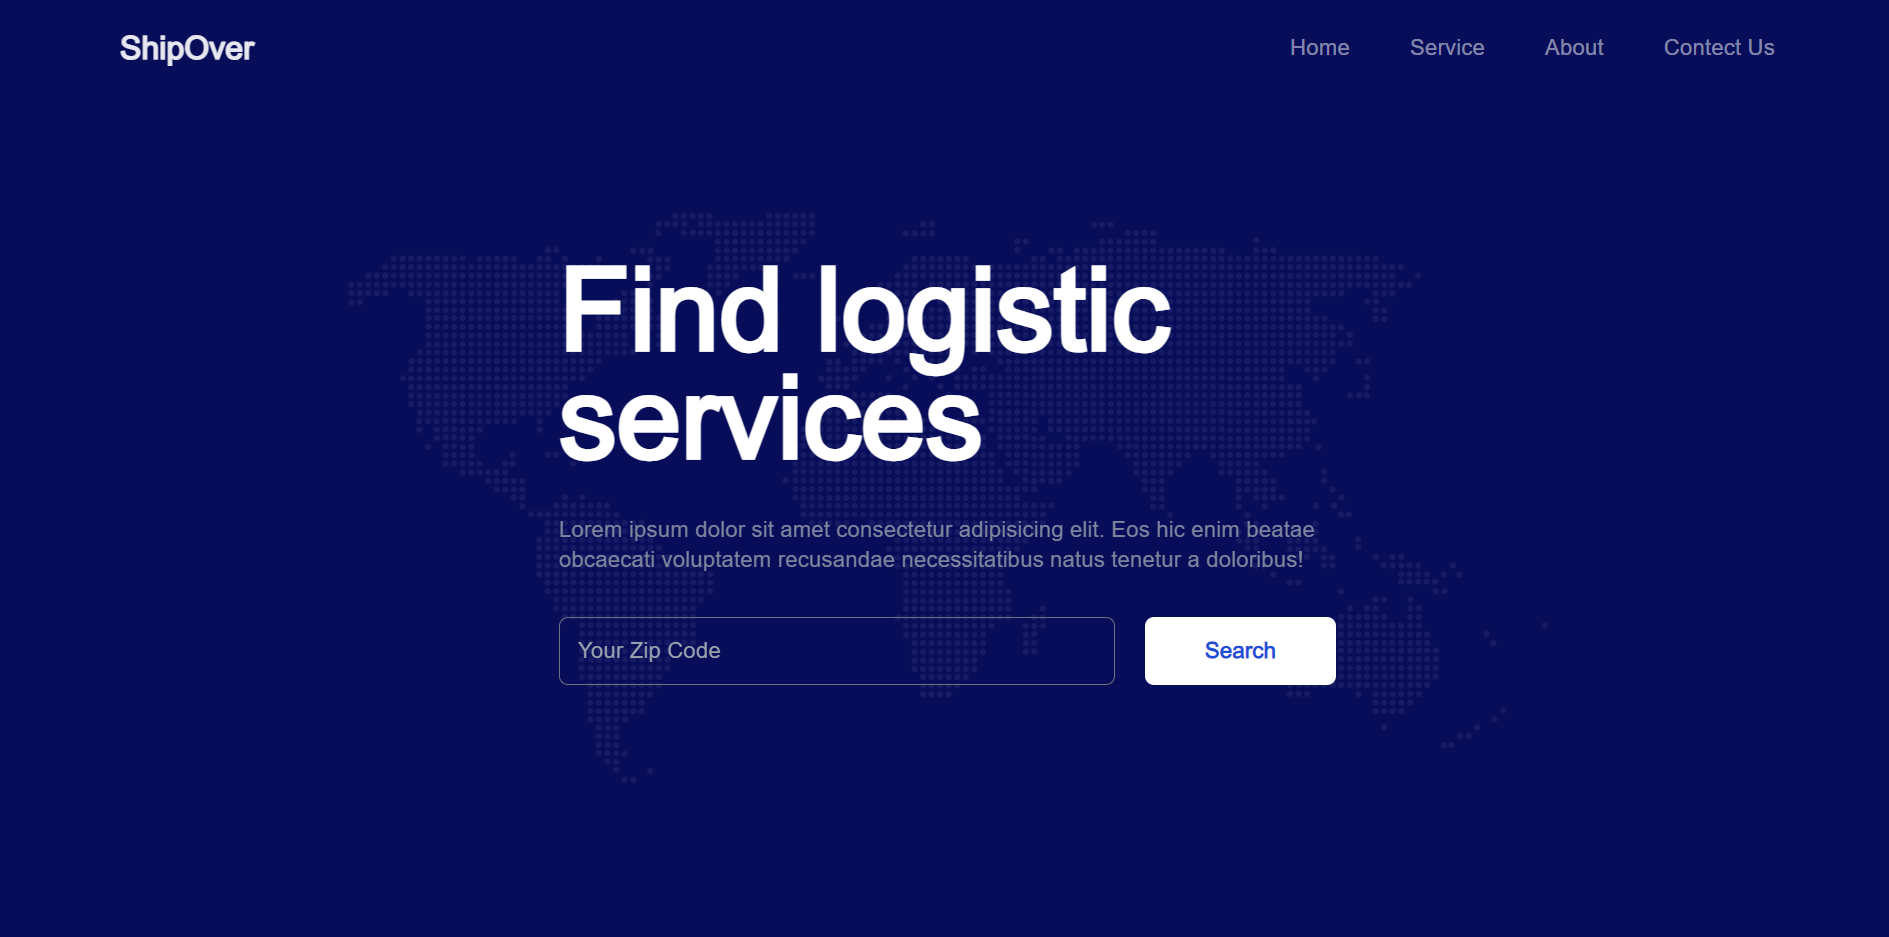 ShipOver
Home
Service
About
Contect Us
Find logistic
services
Lorem ipsum dolor sit amet consectetur adipisicing elit. Eos hic enim beatae
obcaecati voluptatem recusandae necessitatibus natus tenetur a doloribus!
Your Zip Code
Search